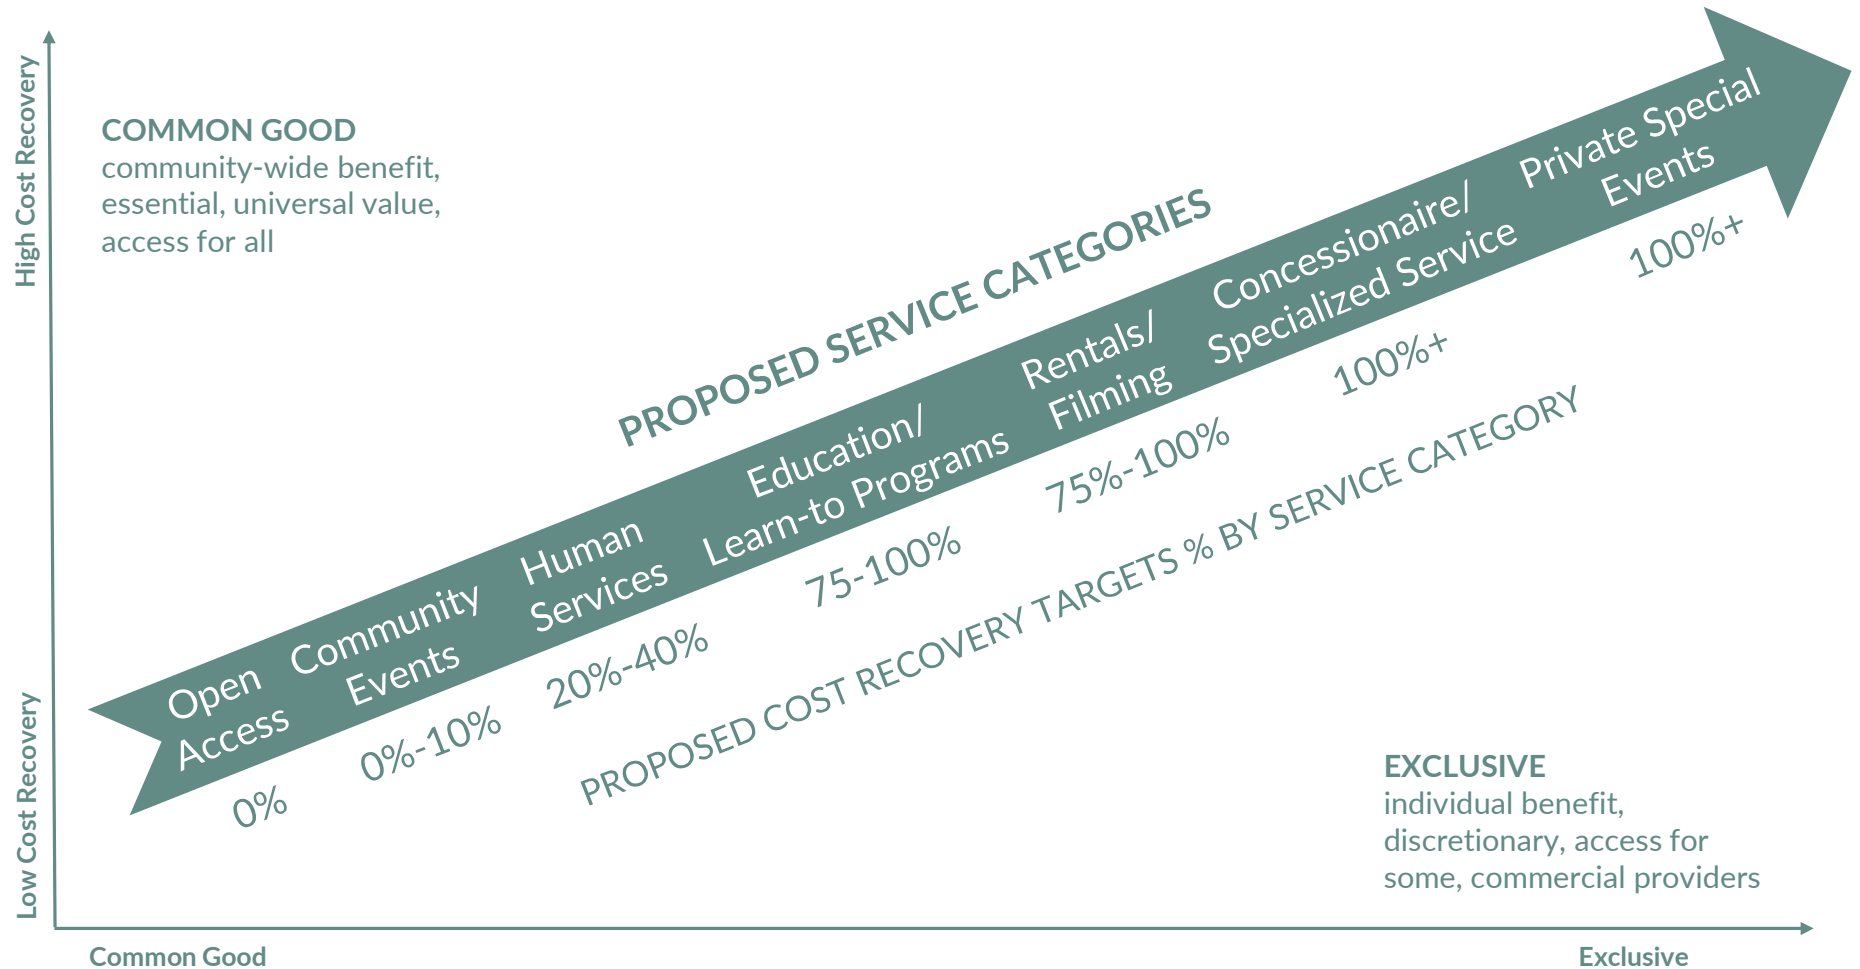 High Cost Recovery
Low Cost Recovery
COMMON GOOD
community-wide benefit,
essential, universal value,
access for all
PROPOSED SERVICE CATEGORIES
Open
Access
Community
Events
Human
Services
Education/
Learn-to Programs
Rentals/
Filming
Concessionaire/
Specialized Service
Private Special
Events
0%
0%-10%
20%-40%
75-100%
75%-100%
100%+
100%+
PROPOSED COST RECOVERY TARGETS % BY SERVICE CATEGORY
EXCLUSIVE
individual benefit,
discretionary, access for
some, commercial providers
Common Good
Exclusive